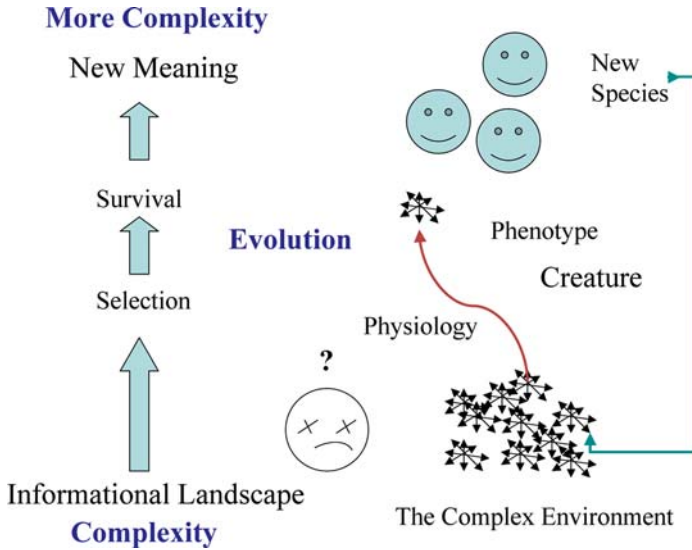 More Complexity
New Meaning
New
Species
Survival
Evolution
Phenotype
Creature
Selection
Physiology
?
Informational Landscape
Complexity
The Complex Environment